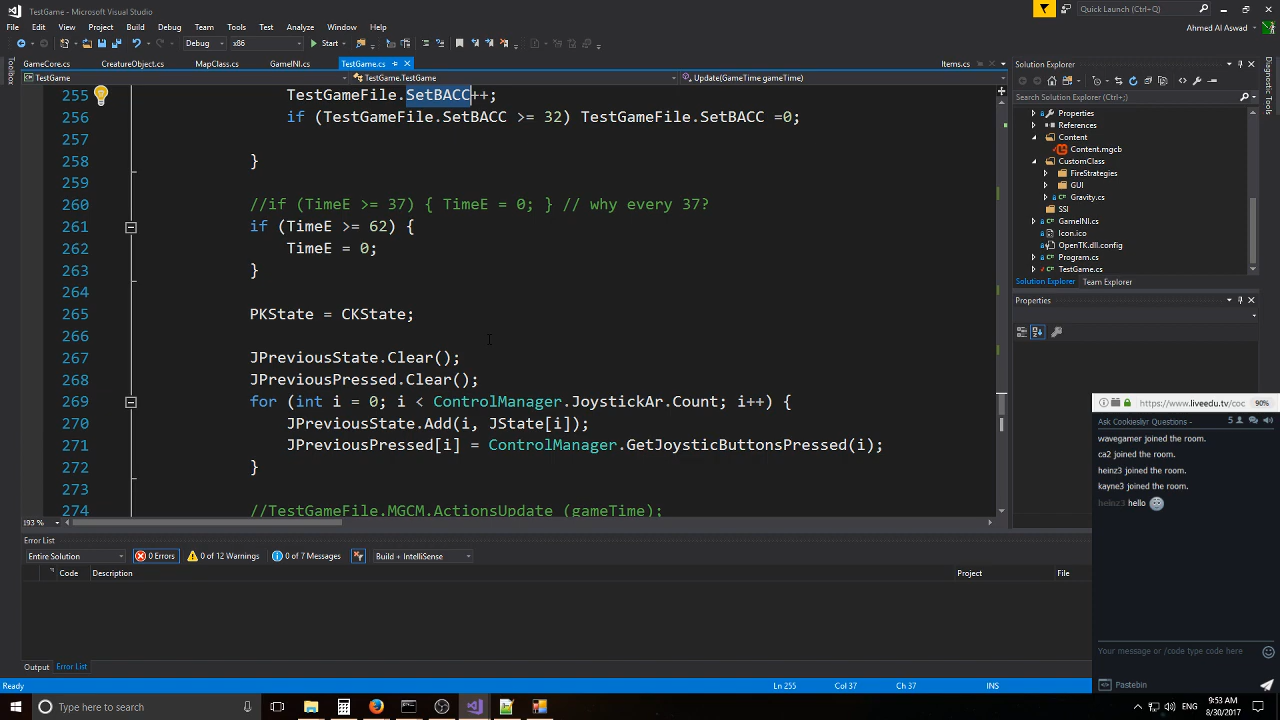 TestGame - Microsoft Visual Studio
Quick Launch (Ctrl+Q)
File Edit View Project Build Debug Team Tools Test Analyze Window Help
Ahmed Al Aswad
Debug x86 Start
Toolbox
GameCore.cs CreatureObject.cs MapClass.cs GameINI.cs TestGame.cs Items.cs
TestGame TestGame.TestGame Update(GameTime gameTime)
255 TestGameFile.SetBACC++;
256 if (TestGameFile.SetBACC >= 32) TestGameFile.SetBACC =0;
257
258 }
259
260 //if (TimeE >= 37) { TimeE = 0; } // why every 37?
261 if (TimeE >= 62) {
262 TimeE = 0;
263 }
264
265 PKState = CKState;
266
267 JPreviousState.Clear();
268 JPreviousPressed.Clear();
269 for (int i = 0; i < ControlManager.JoystickAr.Count; i++) {
270 JPreviousState.Add(i, JState[i]);
271 JPreviousPressed[i] = ControlManager.GetJoysticButtonsPressed(i);
272 }
273
274 //TestGameFile.MGCM.ActionsUpdate (gameTime);
193 %
Solution Explorer
Search Solution Explorer (Ctrl+;)
Properties
References
Content
Content.mgcb
CustomClass
FireStrategies
GUI
Gravity.cs
SSI
GameINI.cs
Icon.ico
OpenTK.dll.config
Program.cs
TestGame.cs
Solution Explorer Team Explorer
Properties
Diagnostic Tools
Error List
Entire Solution 0 Errors 0 of 12 Warnings 0 of 7 Messages Build + IntelliSense
Code Description Project File
Output Error List
https://www.liveedu.tv/coc 90%
Ask Cookieslyr Questions - 5
wavegamer joined the room.
ca2 joined the room.
heinz3 joined the room.
kayne3 joined the room.
heinz3 hello
Your message or /code type code here
Pastebin
Ready Ln 255 Col 37 Ch 37 INS
Type here to search
ENG
9:53 AM
8/30/2017